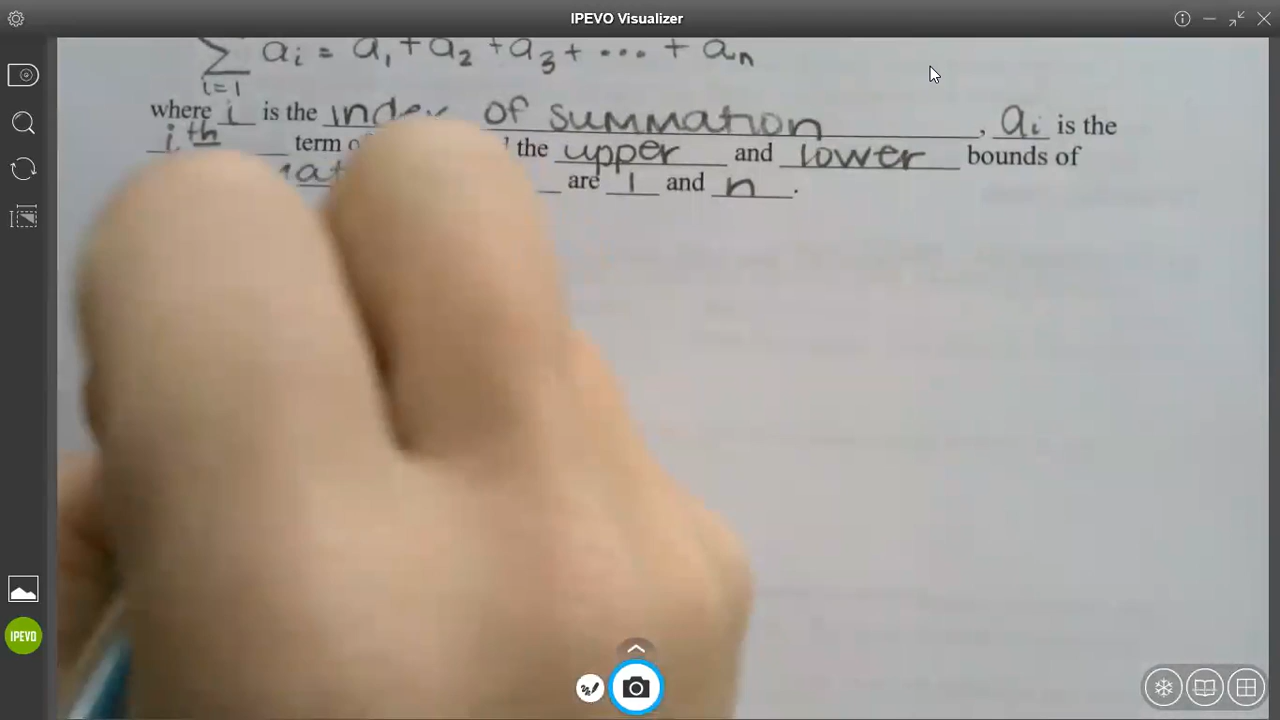 IPEVO Visualizer
∑ aᵢ = a₁ + a₂ + a₃ + ... + aₙ
i=1
where i is the index of summation, aᵢ is the
iᵗʰ term the upper and lower bounds of
are 1 and n.
IPEVO